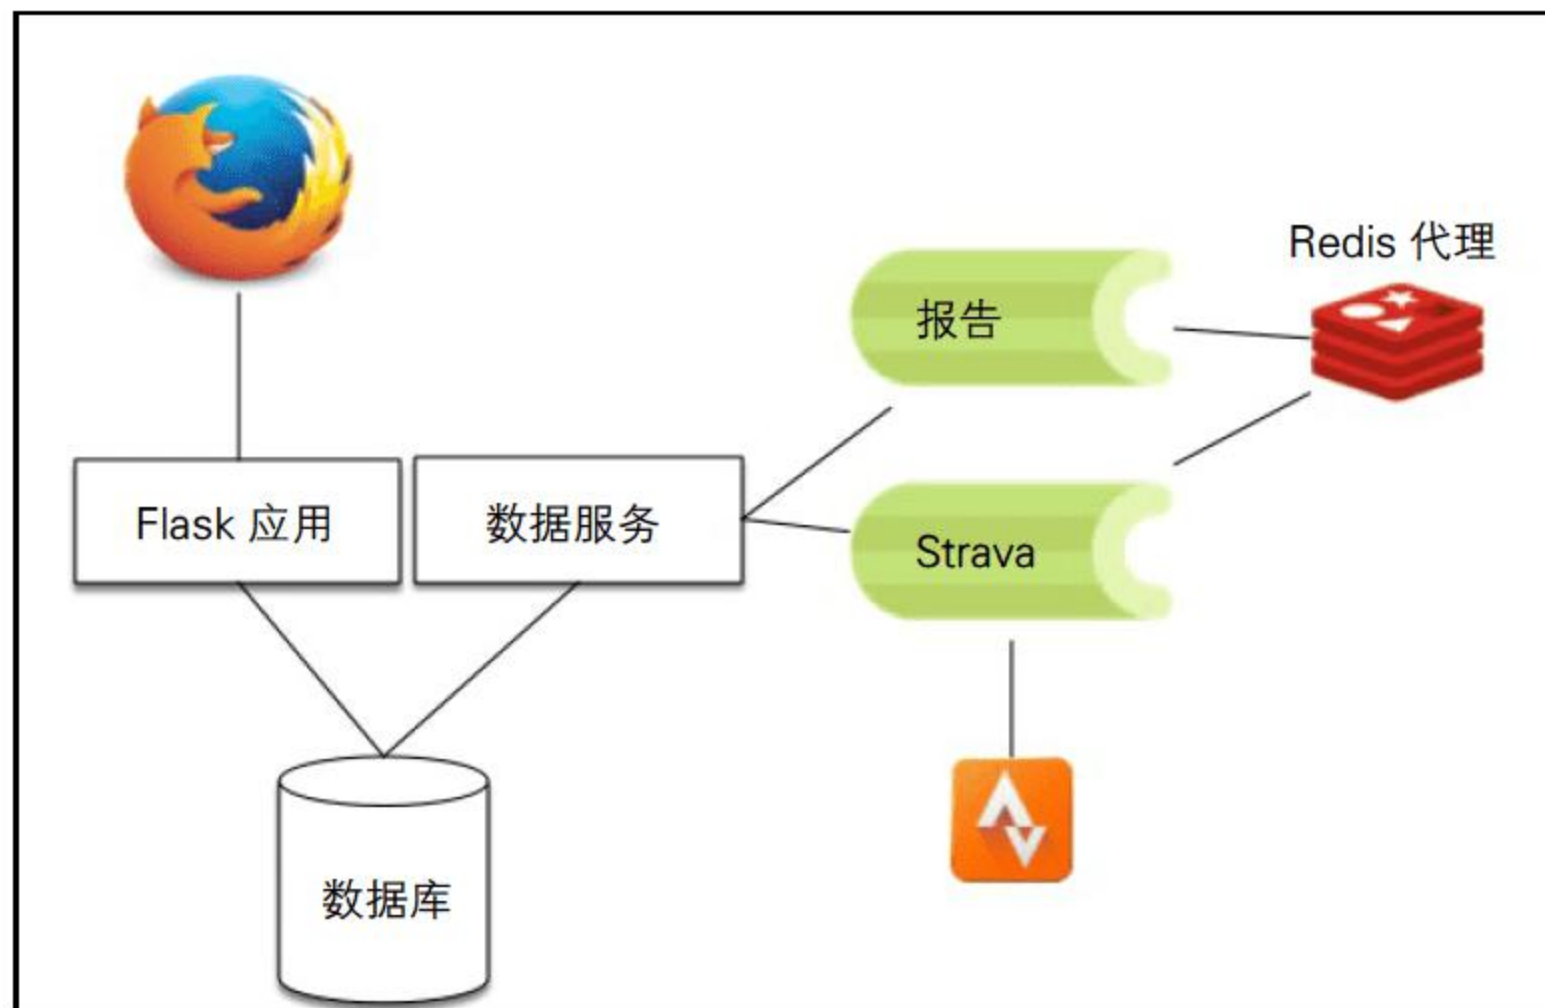 Redis 代理
报告
Flask 应用
数据服务
Strava
数据库